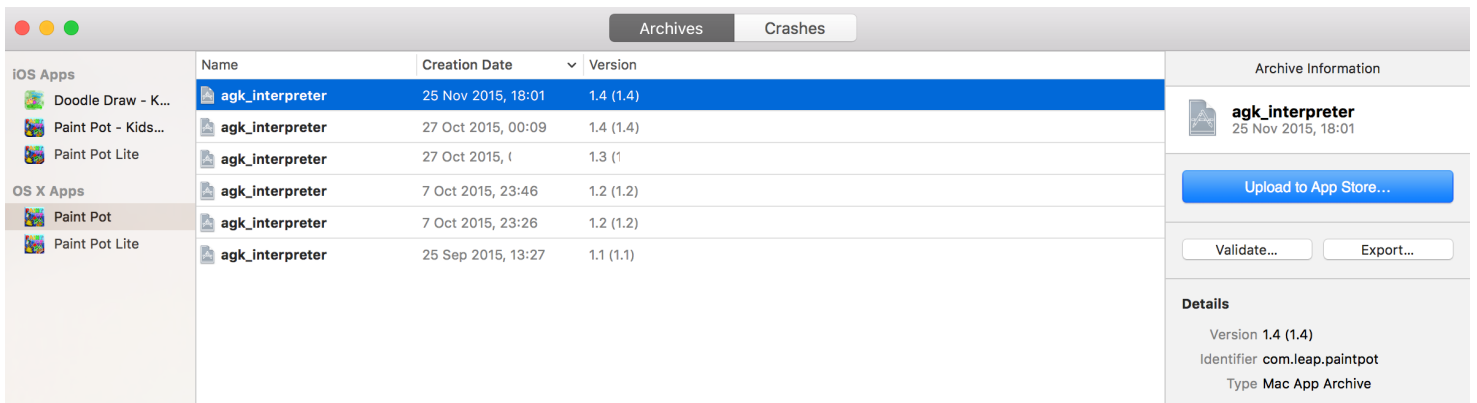 Archives Crashes
iOS Apps
Doodle Draw - K...
Paint Pot - Kids...
Paint Pot Lite
OS X Apps
Paint Pot
Paint Pot Lite
Name Creation Date Version
agk_interpreter 25 Nov 2015, 18:01 1.4 (1.4)
agk_interpreter 27 Oct 2015, 00:09 1.4 (1.4)
agk_interpreter 27 Oct 2015, 1.3
agk_interpreter 7 Oct 2015, 23:46 1.2 (1.2)
agk_interpreter 7 Oct 2015, 23:26 1.2 (1.2)
agk_interpreter 25 Sep 2015, 13:27 1.1 (1.1)
Archive Information
agk_interpreter
25 Nov 2015, 18:01
Upload to App Store...
Validate... Export...
Details
Version 1.4 (1.4)
Identifier com.leap.paintpot
Type Mac App Archive